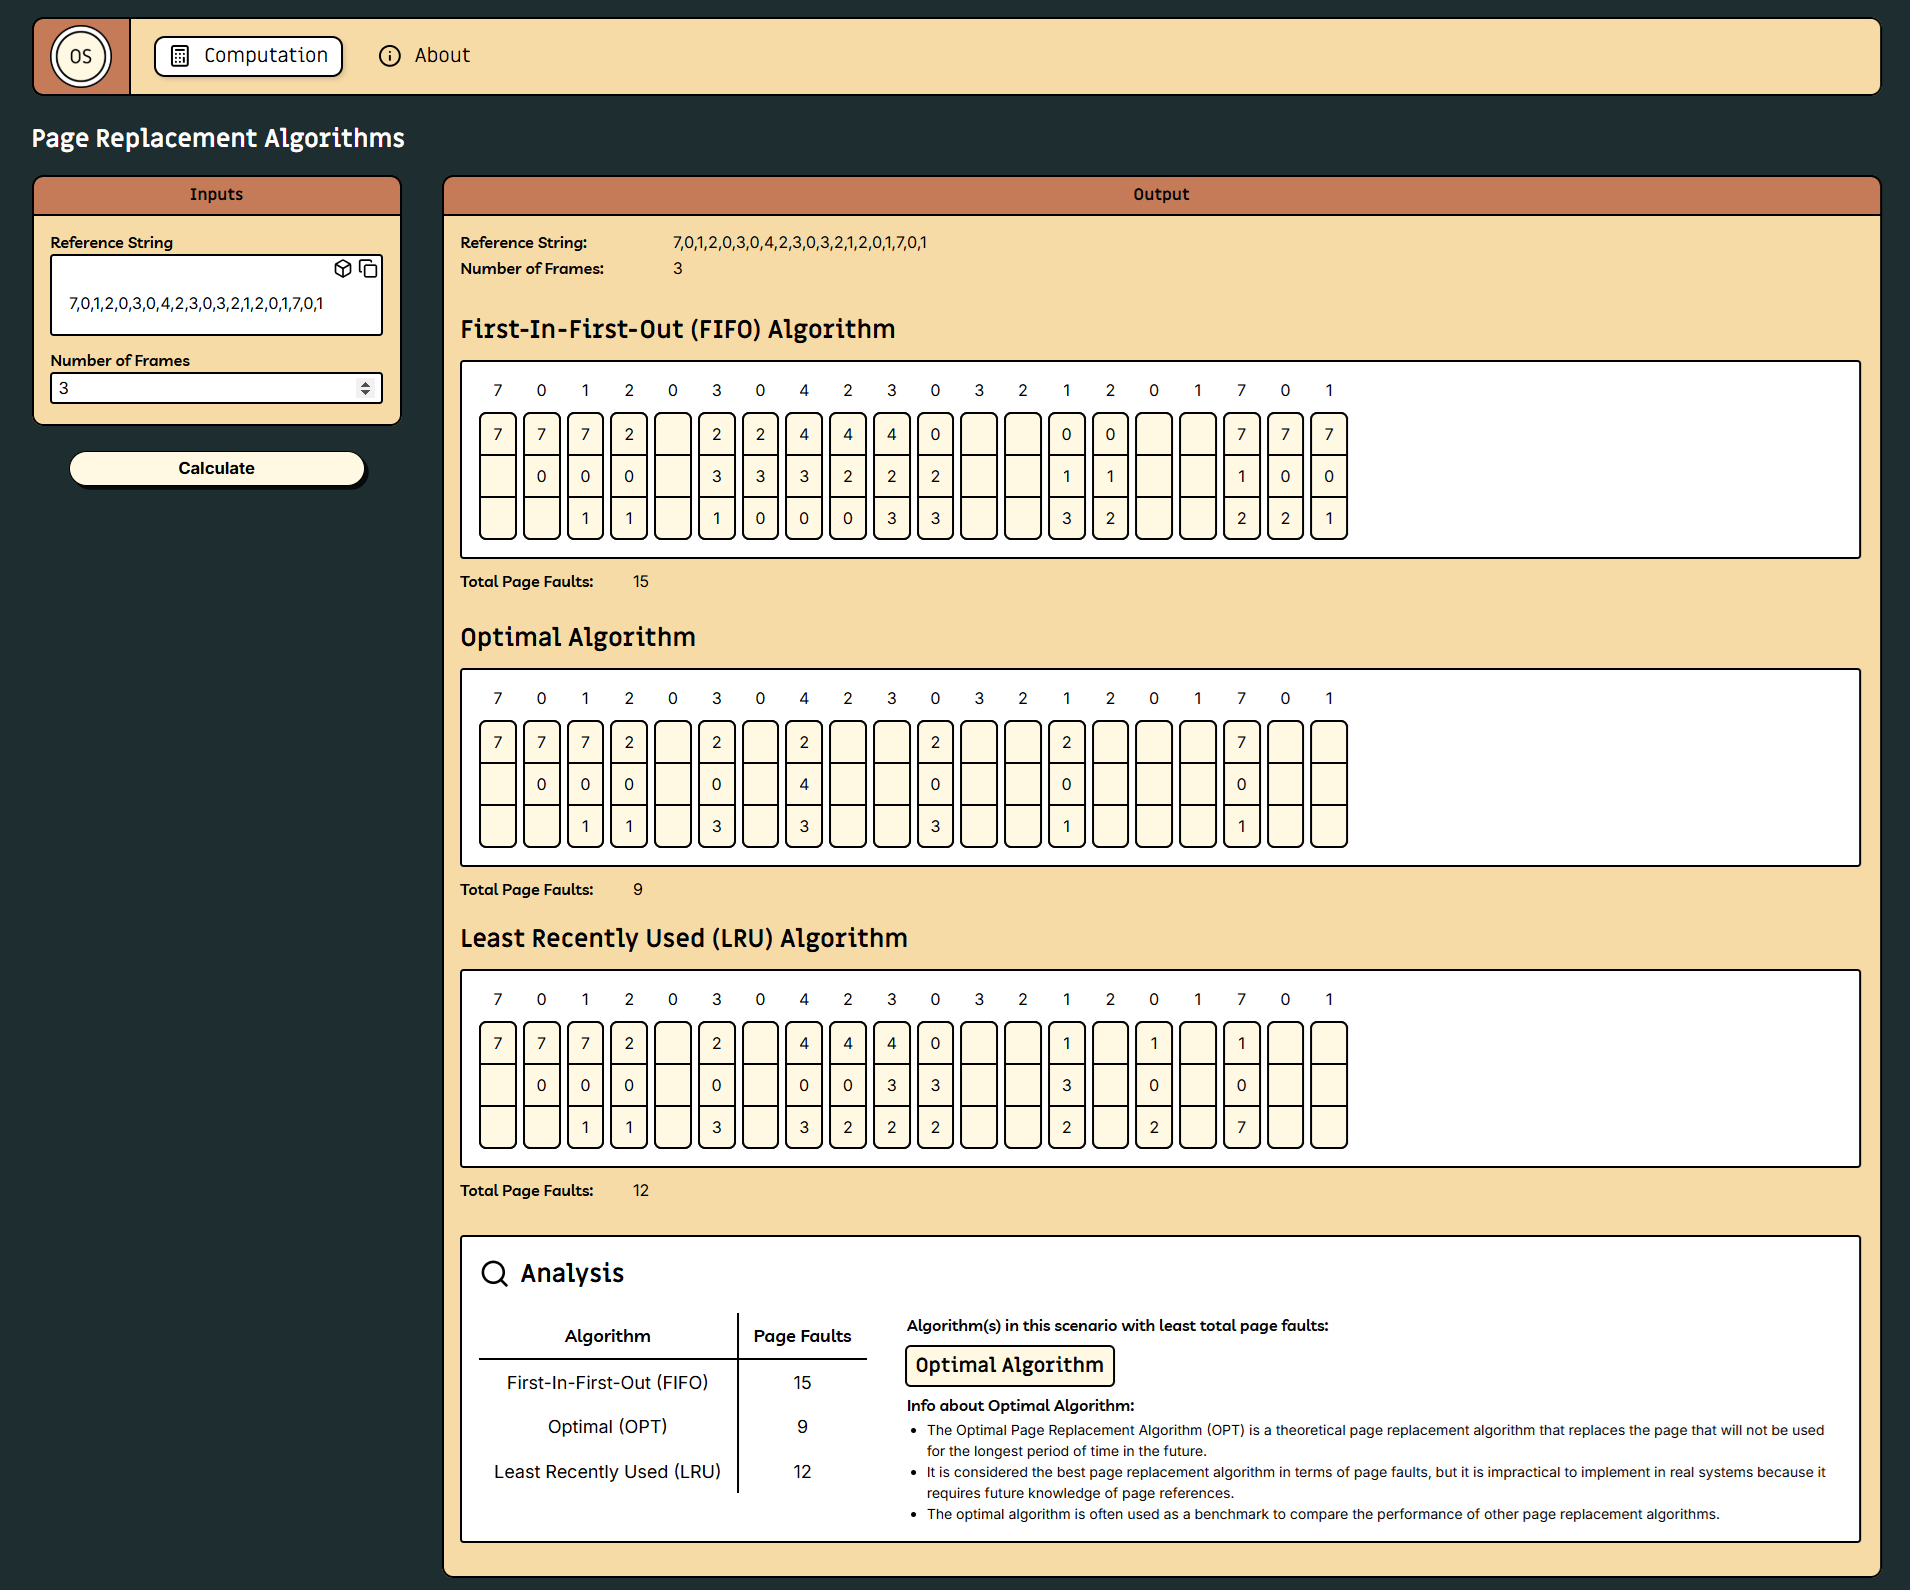 OS Computation About
Page Replacement Algorithms
Inputs
Reference String
7,0,1,2,0,3,0,4,2,3,0,3,2,1,2,0,1,7,0,1
Number of Frames
3
Calculate
Output
Reference String: 7,0,1,2,0,3,0,4,2,3,0,3,2,1,2,0,1,7,0,1
Number of Frames: 3
First-In-First-Out (FIFO) Algorithm
7 0 1 2 0 3 0 4 2 3 0 3 2 1 2 0 1 7 0 1
7 7 7 2 2 2 4 4 4 0 0 0 7 7 7
0 0 0 3 3 3 2 2 2 1 1 1 0 0
1 1 1 0 0 0 3 3 3 2 2 2 1
Total Page Faults: 15
Optimal Algorithm
7 0 1 2 0 3 0 4 2 3 0 3 2 1 2 0 1 7 0 1
7 7 7 2 2 2 2 2 7
0 0 0 0 4 0 0 0
1 1 3 3 3 1 1
Total Page Faults: 9
Least Recently Used (LRU) Algorithm
7 0 1 2 0 3 0 4 2 3 0 3 2 1 2 0 1 7 0 1
7 7 7 2 2 4 4 4 0 1 1 1
0 0 0 0 0 0 3 3 3 0 0
1 1 3 3 2 2 2 2 2 7
Total Page Faults: 12
Analysis
Algorithm Page Faults
First-In-First-Out (FIFO) 15
Optimal (OPT) 9
Least Recently Used (LRU) 12
Algorithm(s) in this scenario with least total page faults:
Optimal Algorithm
Info about Optimal Algorithm:
• The Optimal Page Replacement Algorithm (OPT) is a theoretical page replacement algorithm that replaces the page that will not be used
for the longest period of time in the future.
• It is considered the best page replacement algorithm in terms of page faults, but it is impractical to implement in real systems because it
requires future knowledge of page references.
• The optimal algorithm is often used as a benchmark to compare the performance of other page replacement algorithms.